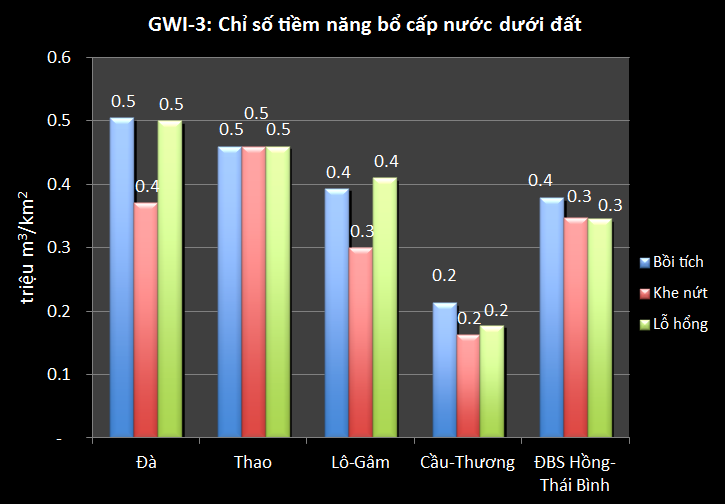 GWI-3: Chỉ số tiềm năng bổ cấp nước dưới đất
triệu m³/km²
0.6
0.5
0.4
0.3
0.2
0.1
-
0.5 0.4 0.5
0.5 0.5 0.5
0.4 0.3 0.4
0.2 0.2 0.2
0.4 0.3 0.3
Đà
Thao
Lô-Gâm
Cầu-Thương
ĐBS Hồng-
Thái Bình
Bồi tích
Khe nứt
Lỗ hổng